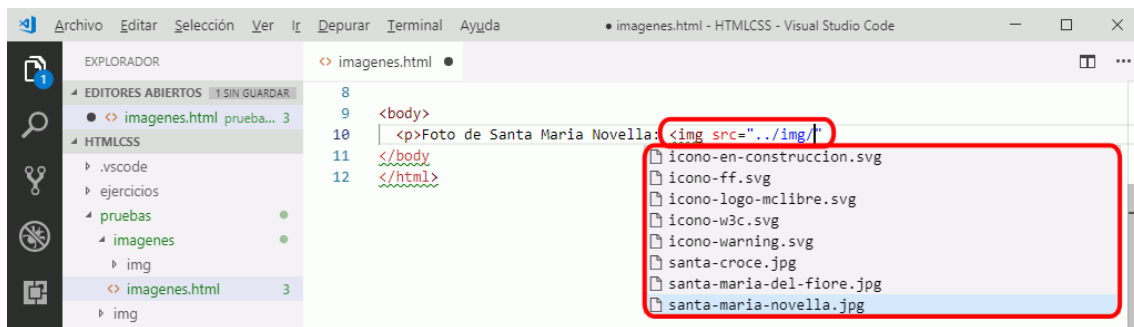 Archivo Editar Selección Ver Ir Depurar Terminal Ayuda ● imagenes.html - HTMLCSS - Visual Studio Code
EXPLORADOR
<> imagenes.html ●
EDITORES ABIERTOS 1 SIN GUARDAR
● <> imagenes.html prueba... 3
HTMLCSS
.vscode
ejercicios
pruebas
imagenes
img
<> imagenes.html 3
img
1
8
9 <body>
10 <p>Foto de Santa Maria Novella: <img src="../img/"
11 </body
12 </html>
icono-en-construccion.svg
icono-ff.svg
icono-logo-mclibre.svg
icono-w3c.svg
icono-warning.svg
santa-croce.jpg
santa-maria-del-fiore.jpg
santa-maria-novella.jpg